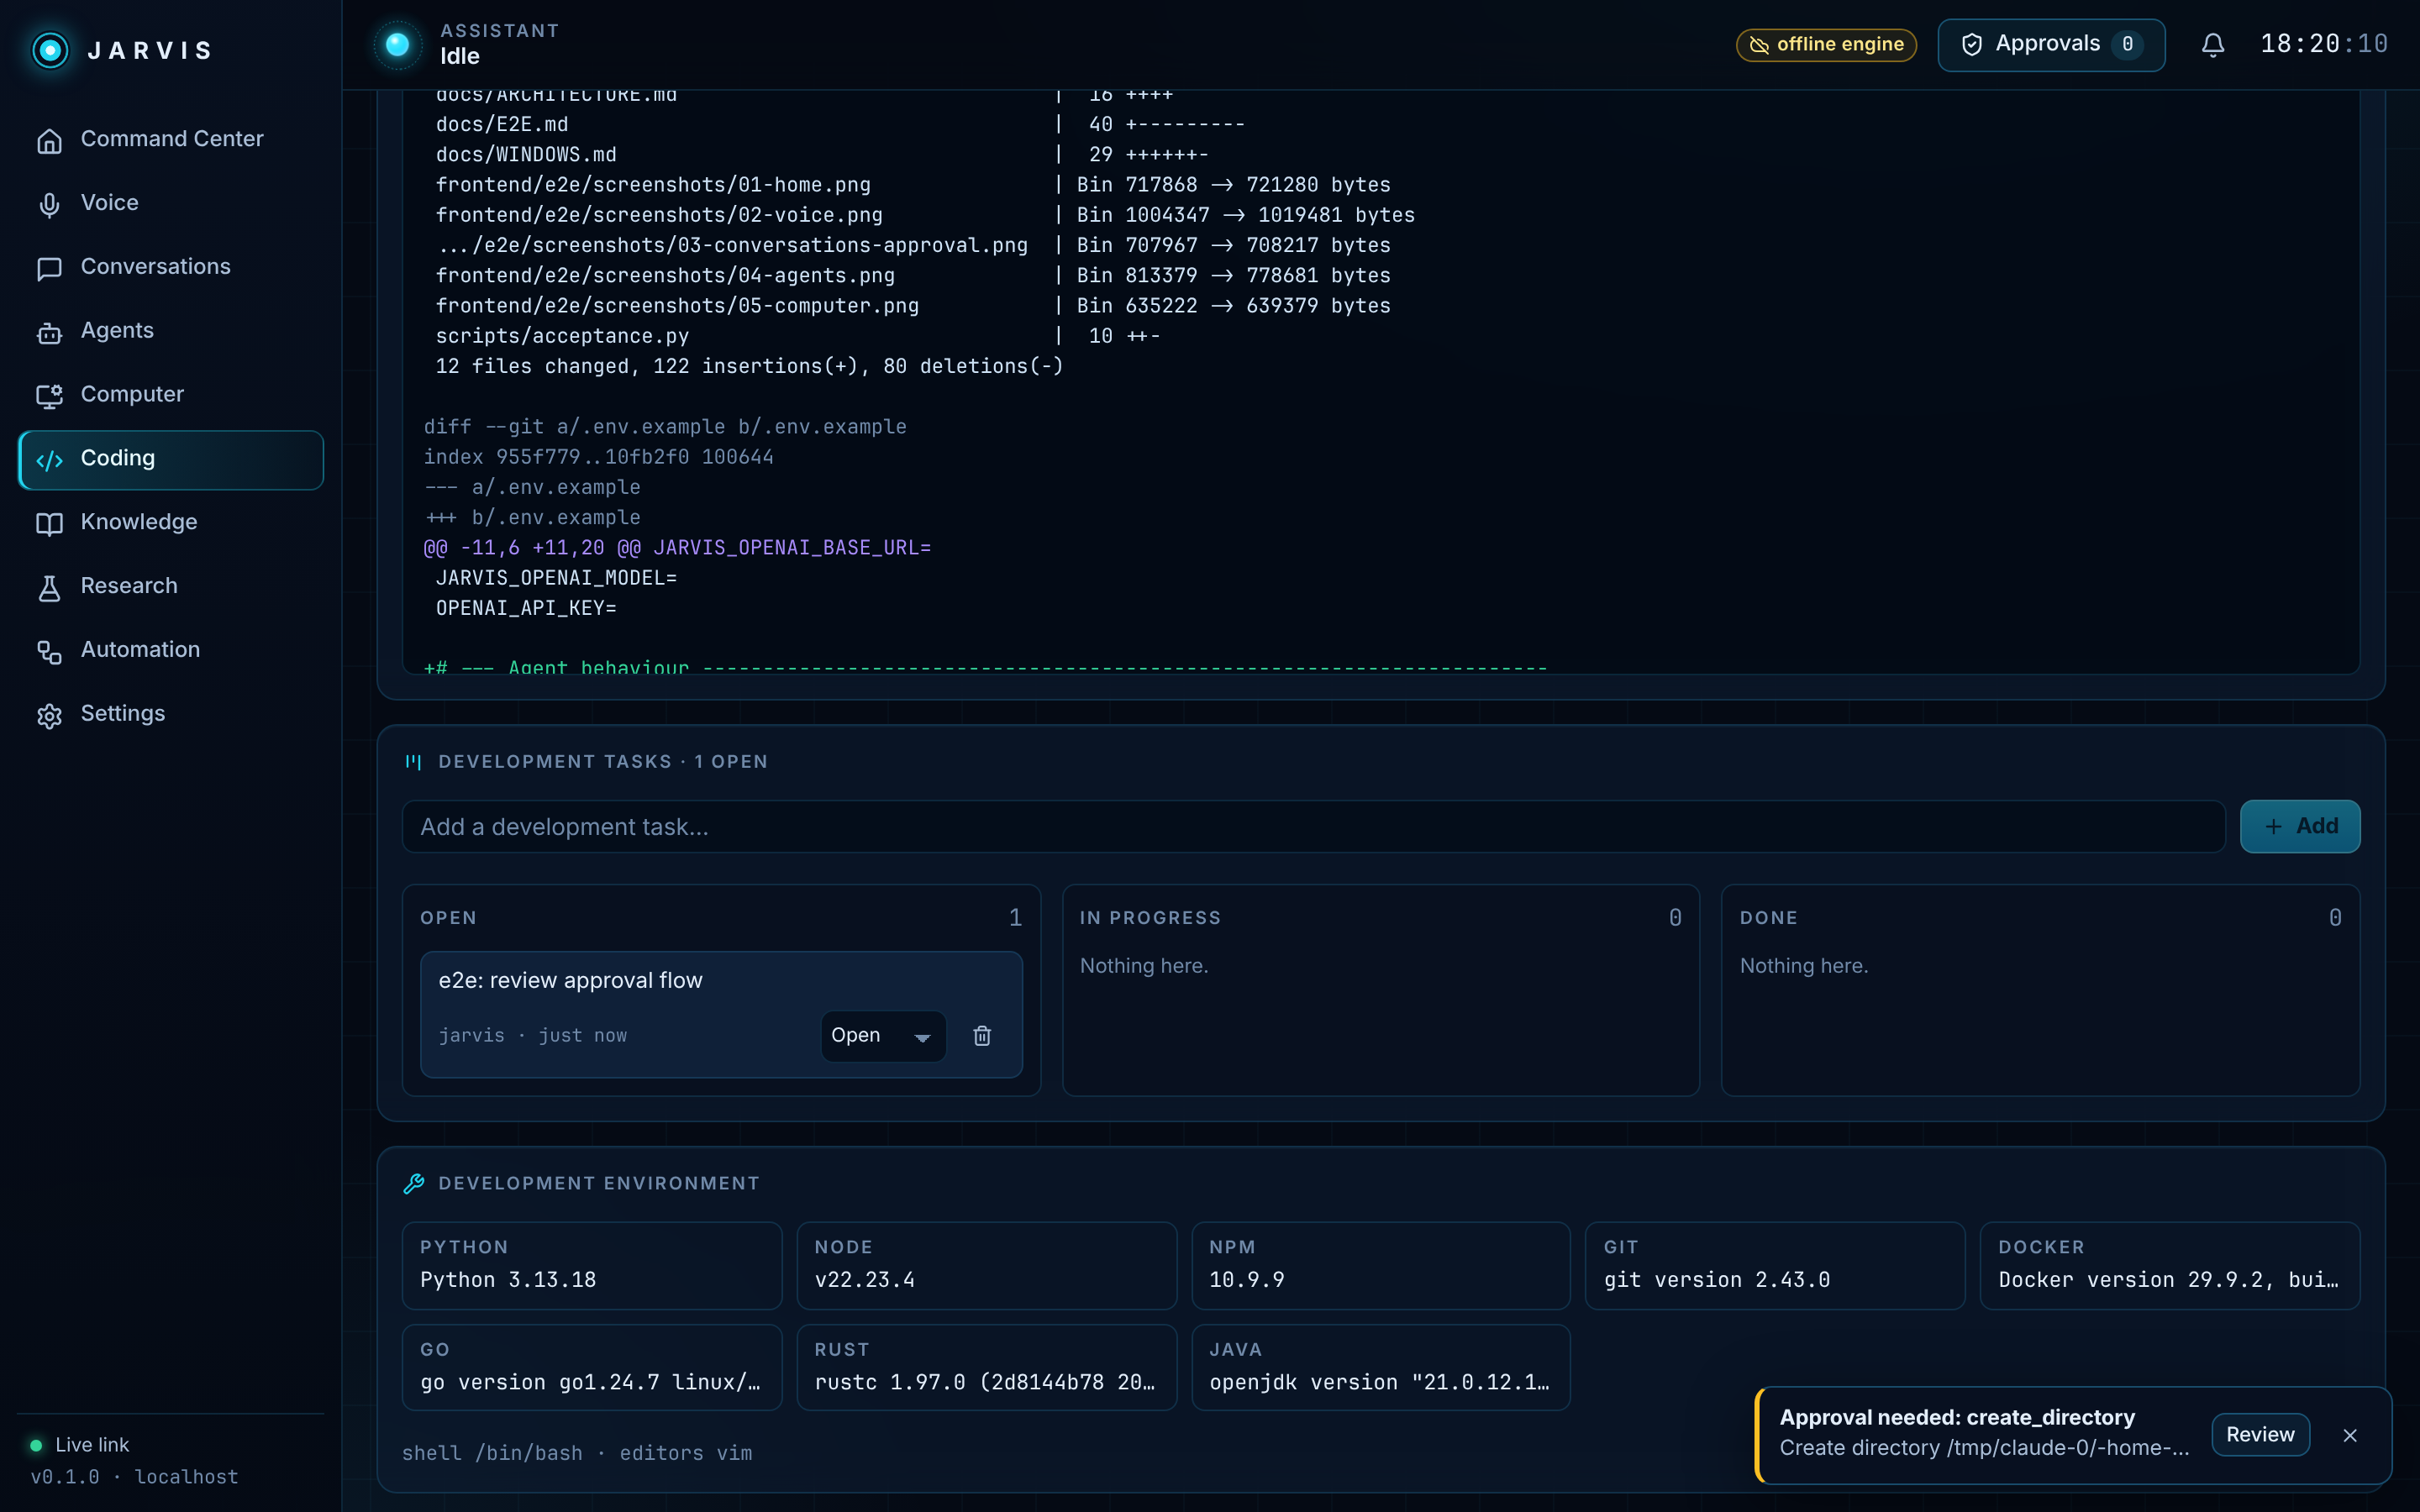 JARVIS
Command Center
Voice
Conversations
Agents
Computer
Coding
Knowledge
Research
Automation
Settings
Live link
v0.1.0 · localhost
ASSISTANT
Idle
offline engine
Approvals 0
18:20:10
docs/ARCHITECTURE.md | 16 ++++
docs/E2E.md | 40 +---------
docs/WINDOWS.md | 29 ++++++-
frontend/e2e/screenshots/01-home.png | Bin 717868 -> 721280 bytes
frontend/e2e/screenshots/02-voice.png | Bin 1004347 -> 1019481 bytes
.../e2e/screenshots/03-conversations-approval.png | Bin 707967 -> 708217 bytes
frontend/e2e/screenshots/04-agents.png | Bin 813379 -> 778681 bytes
frontend/e2e/screenshots/05-computer.png | Bin 635222 -> 639379 bytes
scripts/acceptance.py | 10 ++-
12 files changed, 122 insertions(+), 80 deletions(-)
diff --git a/.env.example b/.env.example
index 955f779..10fb2f0 100644
--- a/.env.example
+++ b/.env.example
@@ -11,6 +11,20 @@ JARVIS_OPENAI_BASE_URL=
JARVIS_OPENAI_MODEL=
OPENAI_API_KEY=
+# --- Agent behaviour ----------------------------------------------------------------------
DEVELOPMENT TASKS · 1 OPEN
Add a development task...
+ Add
OPEN 1
e2e: review approval flow
jarvis · just now
Open
IN PROGRESS 0
Nothing here.
DONE 0
Nothing here.
DEVELOPMENT ENVIRONMENT
PYTHON
Python 3.13.18
NODE
v22.23.4
NPM
10.9.9
GIT
git version 2.43.0
DOCKER
Docker version 29.9.2, bui…
GO
go version go1.24.7 linux/…
RUST
rustc 1.97.0 (2d8144b78 20…
JAVA
openjdk version "21.0.12.1…
shell /bin/bash · editors vim
Approval needed: create_directory
Create directory /tmp/claude-0/-home-…
Review